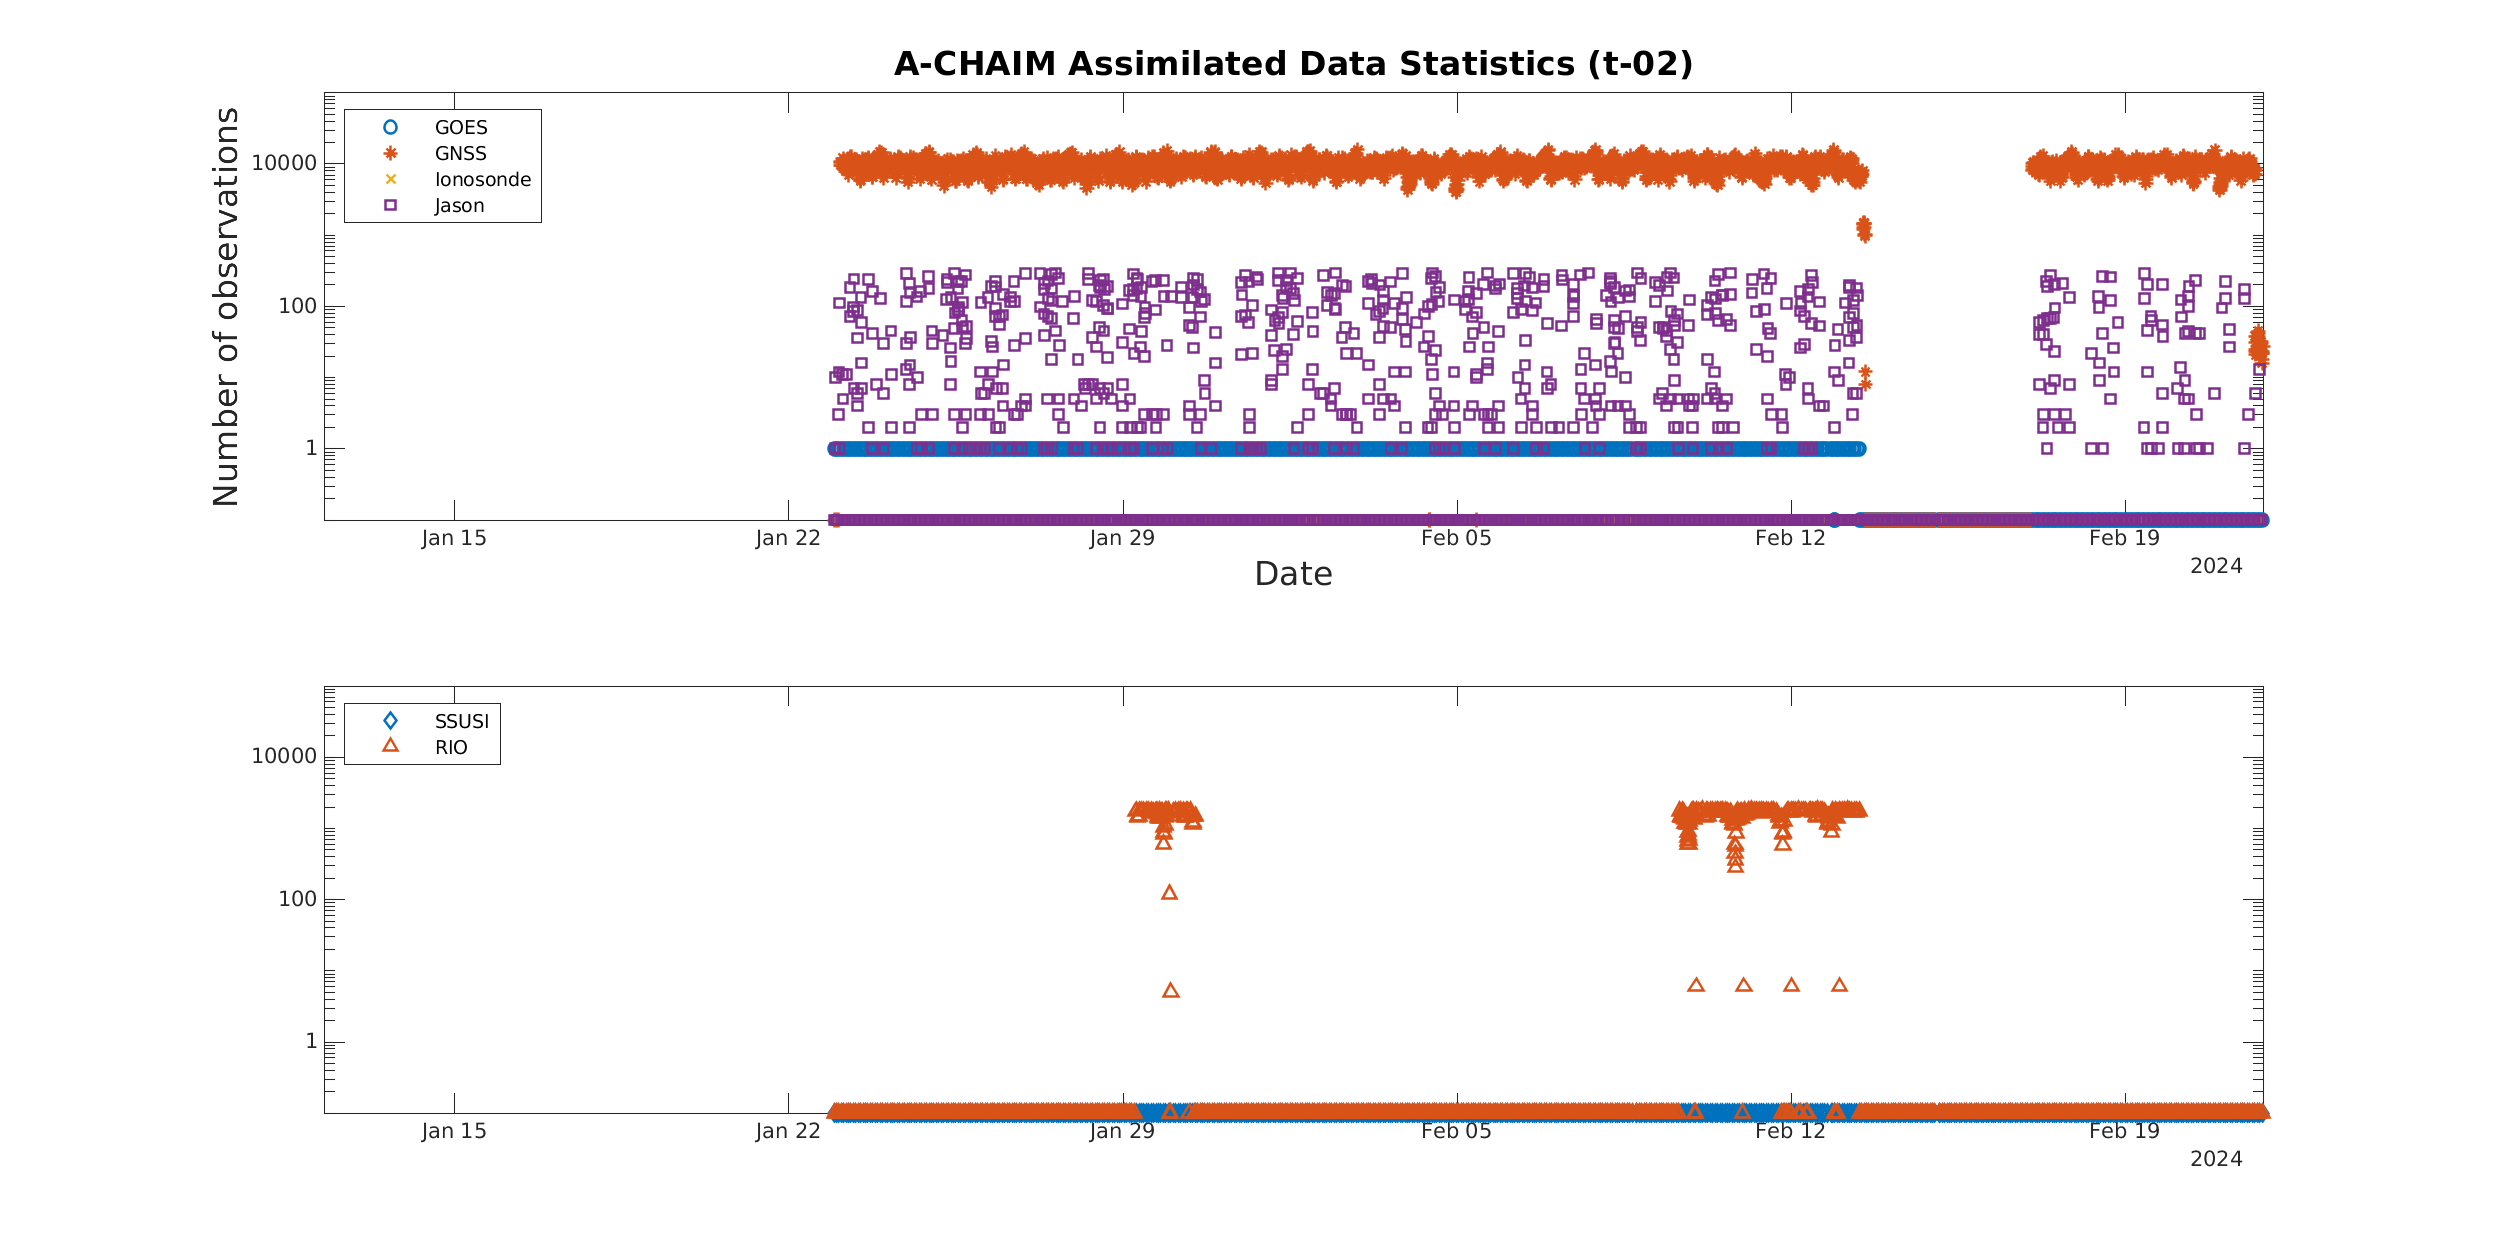 A-CHAIM Assimilated Data Statistics (t-02)
Number of observations
10000
100
1
GOES
GNSS
Ionosonde
Jason
Jan 15
Jan 22
Jan 29
Feb 05
Feb 12
Feb 19
2024
Date
10000
100
1
SSUSI
RIO
Jan 15
Jan 22
Jan 29
Feb 05
Feb 12
Feb 19
2024